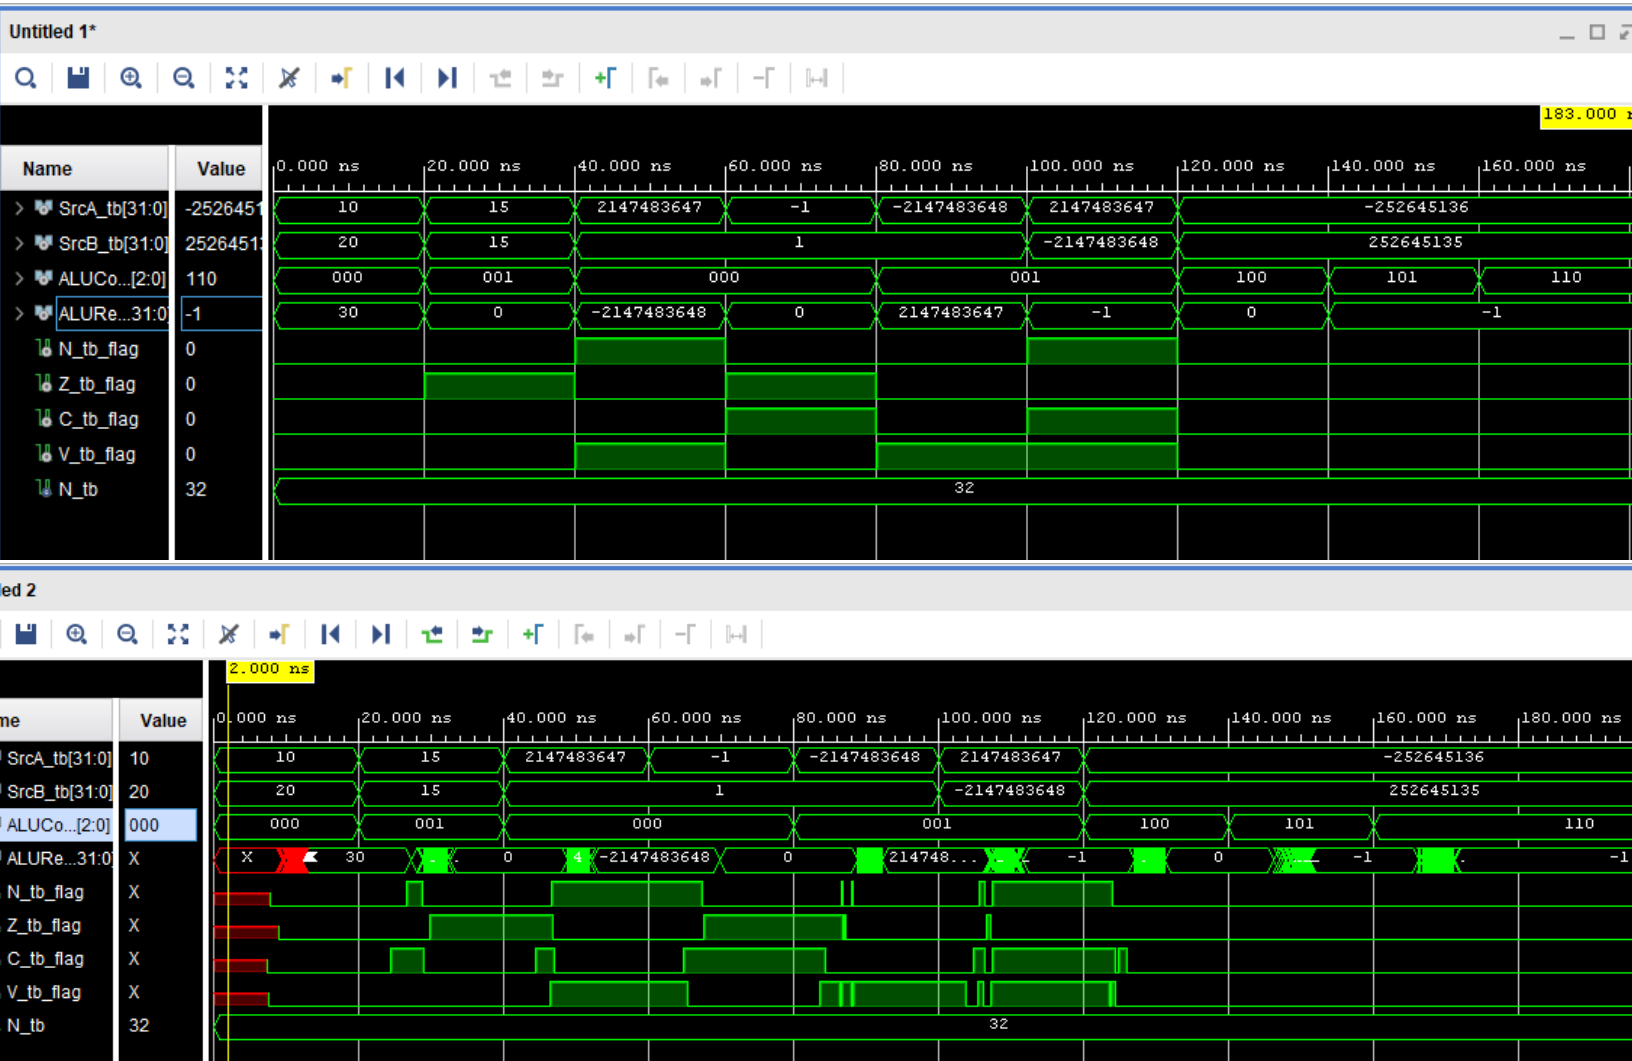 Untitled 1*
183.000
Name Value 0.000 ns 20.000 ns 40.000 ns 60.000 ns 80.000 ns 100.000 ns 120.000 ns 140.000 ns 160.000 ns
SrcA_tb[31:0] -2526451 10 15 2147483647 -1 -2147483648 2147483647 -252645136
SrcB_tb[31:0] 25264513 20 15 1 -2147483648 252645135
ALUCo...[2:0] 110 000 001 000 001 100 101 110
ALURe...31:0] -1 30 0 -2147483648 0 2147483647 -1 0 -1
N_tb_flag 0
Z_tb_flag 0
C_tb_flag 0
V_tb_flag 0
N_tb 32 32
led 2
2.000 ns
me Value 0.000 ns 20.000 ns 40.000 ns 60.000 ns 80.000 ns 100.000 ns 120.000 ns 140.000 ns 160.000 ns 180.000 ns
SrcA_tb[31:0] 10 10 15 2147483647 -1 -2147483648 2147483647 -252645136
SrcB_tb[31:0] 20 20 15 1 -2147483648 252645135
ALUCo...[2:0] 000 000 001 000 001 100 101 110
ALURe...31:0] X X 30 0 4 -2147483648 0 214748... -1 0 -1 -1
N_tb_flag X
Z_tb_flag X
C_tb_flag X
V_tb_flag X
N_tb 32 32